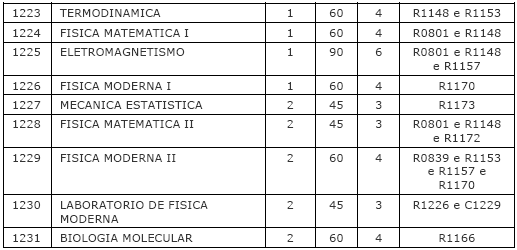 1223 TERMODINAMICA 1 60 4 R1148 e R1153
1224 FISICA MATEMATICA I 1 60 4 R0801 e R1148
1225 ELETROMAGNETISMO 1 90 6 R0801 e R1148
e R1157
1226 FISICA MODERNA I 1 60 4 R1170
1227 MECANICA ESTATISTICA 2 45 3 R1173
1228 FISICA MATEMATICA II 2 45 3 R0801 e R1148
e R1172
1229 FISICA MODERNA II 2 60 4 R0839 e R1153
e R1157 e
R1170
1230 LABORATORIO DE FISICA 2 45 3 R1226 e C1229
MODERNA
1231 BIOLOGIA MOLECULAR 2 60 4 R1166